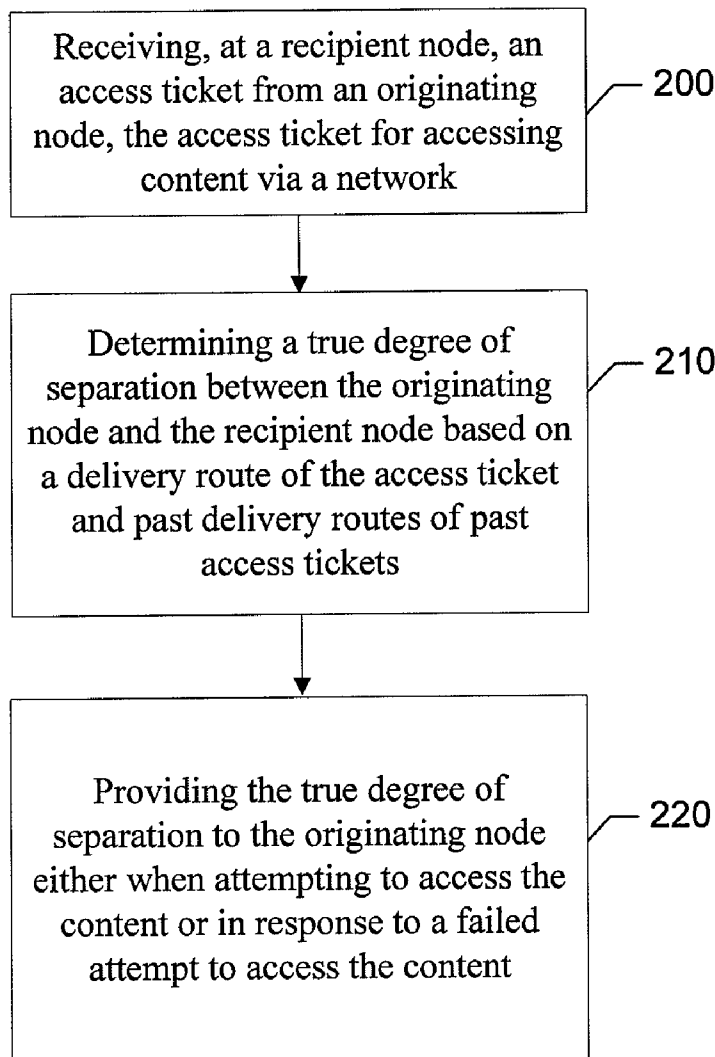 Receiving, at a recipient node, an
access ticket from an originating
node, the access ticket for accessing
content via a network
200
Determining a true degree of
separation between the originating
node and the recipient node based on
a delivery route of the access ticket
and past delivery routes of past
access tickets
210
Providing the true degree of
separation to the originating node
either when attempting to access the
content or in response to a failed
attempt to access the content
220